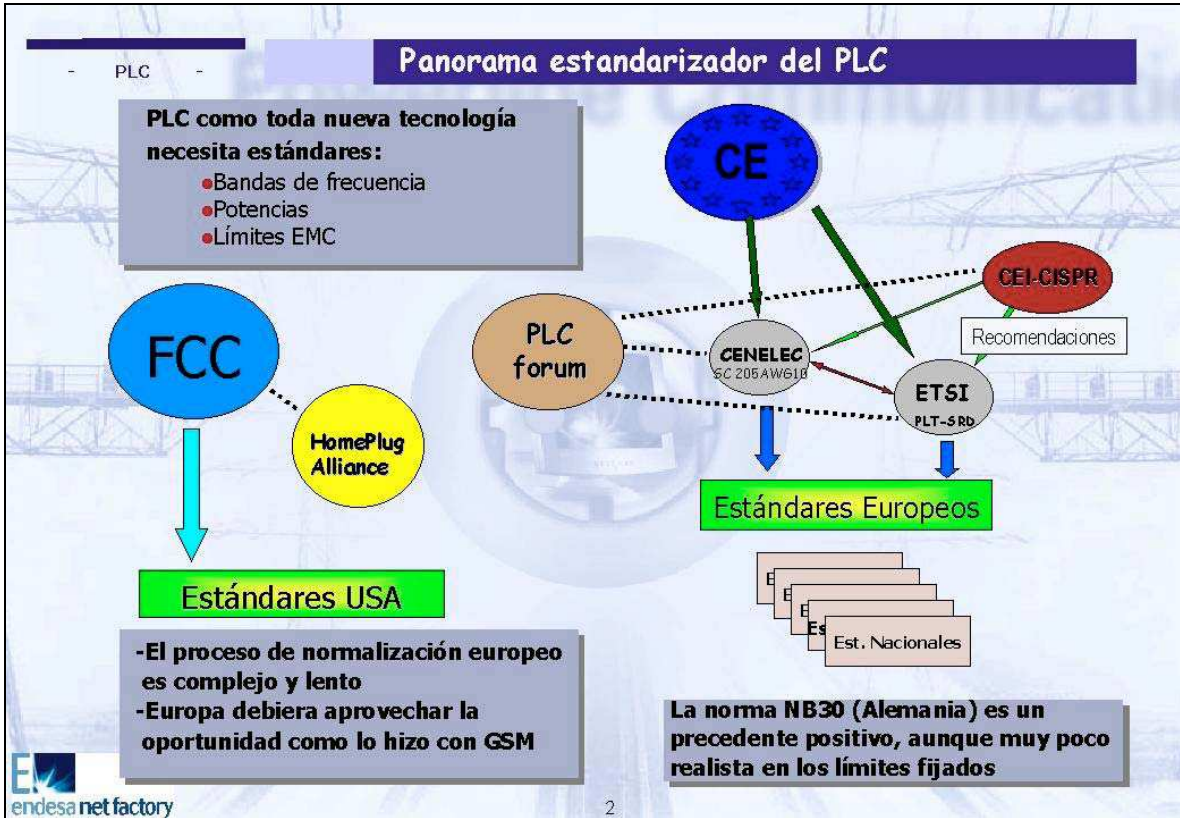 - PLC -
Panorama estandarizador del PLC
PLC como toda nueva tecnología
necesita estándares:
●Bandas de frecuencia
●Potencias
●Límites EMC
CE
CEI-CISPR
Recomendaciones
FCC
PLC
forum
CENELEC
SC 205AWG10
ETSI
PLT-SRD
HomePlug
Alliance
Estándares Europeos
Estándares USA
E
E
E
Es
Est. Nacionales
-El proceso de normalización europeo
es complejo y lento
-Europa debiera aprovechar la
oportunidad como lo hizo con GSM
La norma NB30 (Alemania) es un
precedente positivo, aunque muy poco
realista en los límites fijados
endesa net factory
2